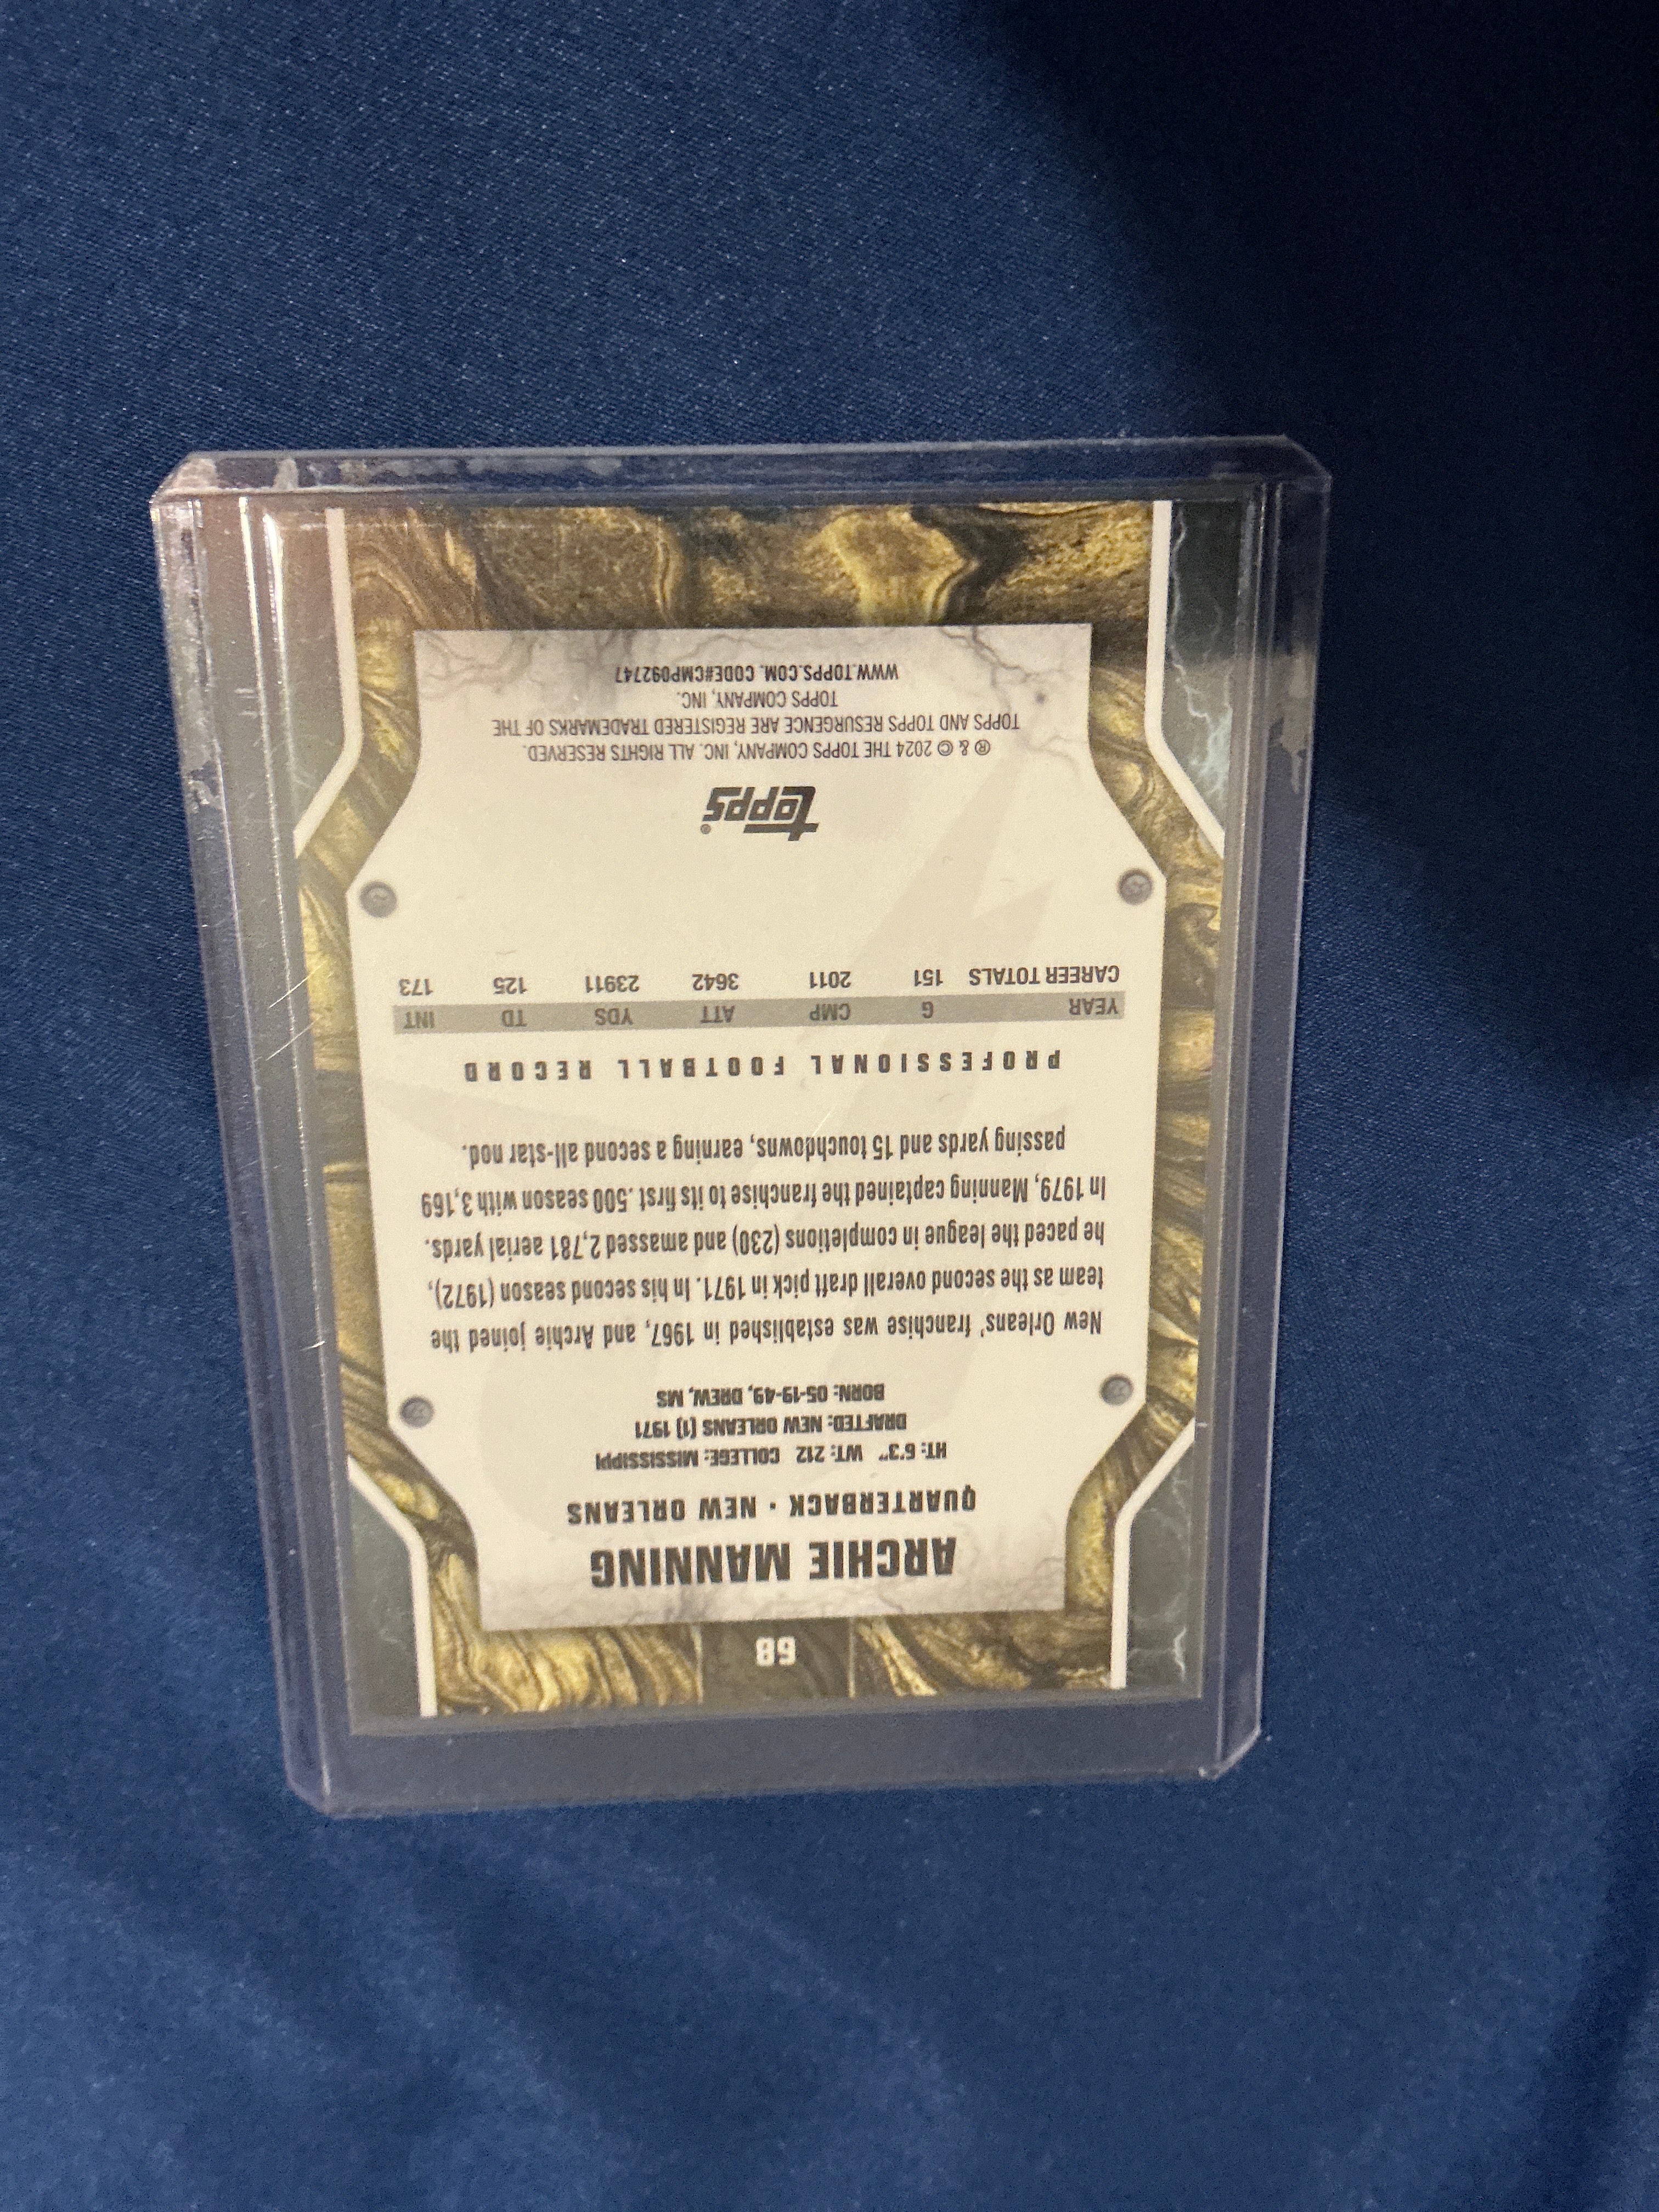 68
ARCHIE MANNING
QUARTERBACK • NEW ORLEANS
HT: 6'3" WT: 212 COLLEGE: MISSISSIPPI
DRAFTED: NEW ORLEANS (1) 1971
BORN: 05-19-49, DREW, MS
New Orleans' franchise was established in 1967, and Archie joined the
team as the second overall draft pick in 1971. In his second season (1972),
he paced the league in completions (230) and amassed 2,781 aerial yards.
In 1979, Manning captained the franchise to its first .500 season with 3,169
passing yards and 15 touchdowns, earning a second all-star nod.
PROFESSIONAL FOOTBALL RECORD
YEAR G CMP ATT YDS TD INT
CAREER TOTALS 151 2011 3642 23911 125 173
topps®
® & © 2024 THE TOPPS COMPANY, INC. ALL RIGHTS RESERVED.
TOPPS AND TOPPS RESURGENCE ARE REGISTERED TRADEMARKS OF THE
TOPPS COMPANY, INC.
WWW.TOPPS.COM. CODE#CMP092747